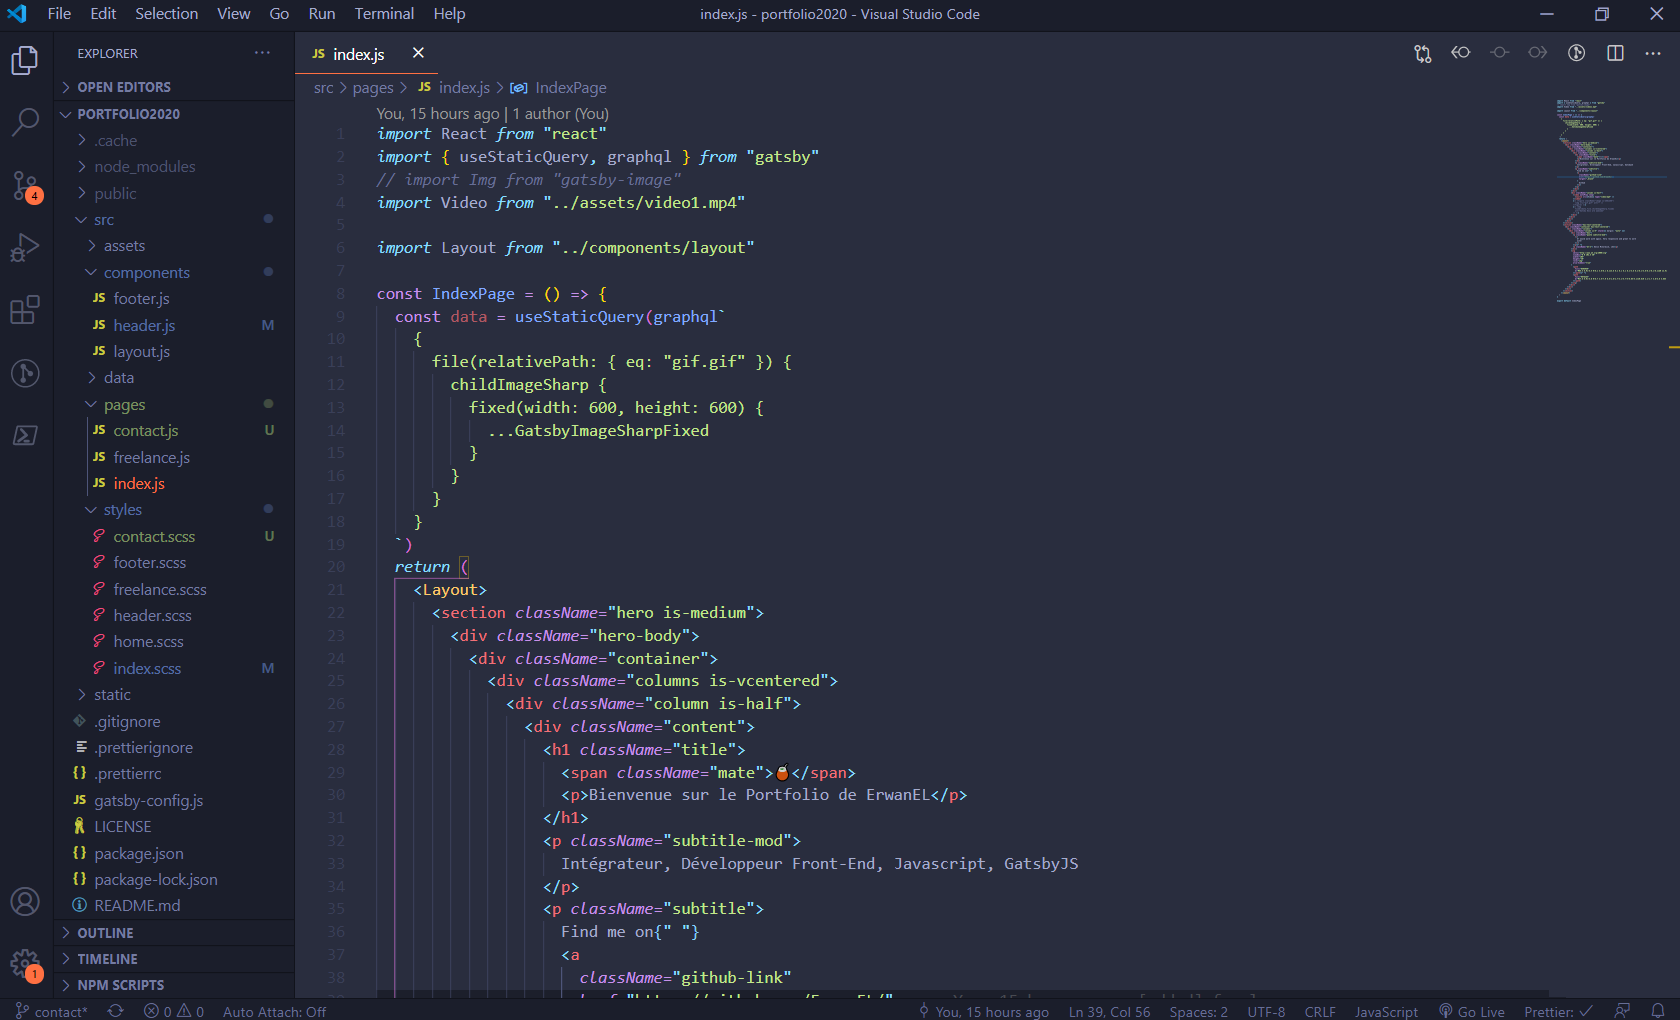 File Edit Selection View Go Run Terminal Help
index.js - portfolio2020 - Visual Studio Code
EXPLORER
OPEN EDITORS
PORTFOLIO2020
.cache
node_modules
public
src
assets
components
JS footer.js
JS header.js M
JS layout.js
data
pages
JS contact.js U
JS freelance.js
JS index.js
styles
contact.scss U
footer.scss
freelance.scss
header.scss
home.scss
index.scss M
static
.gitignore
.prettierignore
{} .prettierrc
JS gatsby-config.js
LICENSE
{} package.json
{} package-lock.json
README.md
OUTLINE
TIMELINE
NPM SCRIPTS
4
1
JS index.js
src > pages > JS index.js > IndexPage
You, 15 hours ago | 1 author (You)
1 import React from "react"
2 import { useStaticQuery, graphql } from "gatsby"
3 // import Img from "gatsby-image"
4 import Video from "../assets/video1.mp4"
5
6 import Layout from "../components/layout"
7
8 const IndexPage = () => {
9 const data = useStaticQuery(graphql`
10 {
11 file(relativePath: { eq: "gif.gif" }) {
12 childImageSharp {
13 fixed(width: 600, height: 600) {
14 ...GatsbyImageSharpFixed
15 }
16 }
17 }
18 }
19 `)
20 return (
21 <Layout>
22 <section className="hero is-medium">
23 <div className="hero-body">
24 <div className="container">
25 <div className="columns is-vcentered">
26 <div className="column is-half">
27 <div className="content">
28 <h1 className="title">
29 <span className="mate">🧉</span>
30 <p>Bienvenue sur le Portfolio de ErwanEL</p>
31 </h1>
32 <p className="subtitle-mod">
33 Intégrateur, Développeur Front-End, Javascript, GatsbyJS
34 </p>
35 <p className="subtitle">
36 Find me on{" "}
37 <a
38 className="github-link"
contact* 0 0 Auto Attach: Off
You, 15 hours ago Ln 39, Col 56 Spaces: 2 UTF-8 CRLF JavaScript Go Live Prettier: ✓